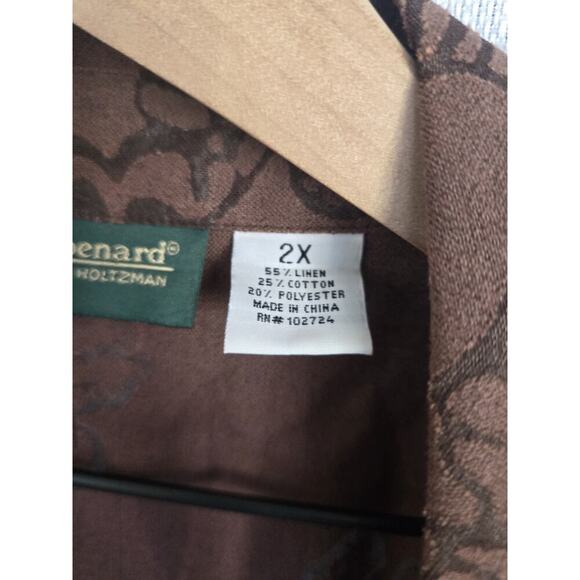 enard®
HOLTZMAN
2X
55% LINEN
25% COTTON
20% POLYESTER
MADE IN CHINA
RN# 102724